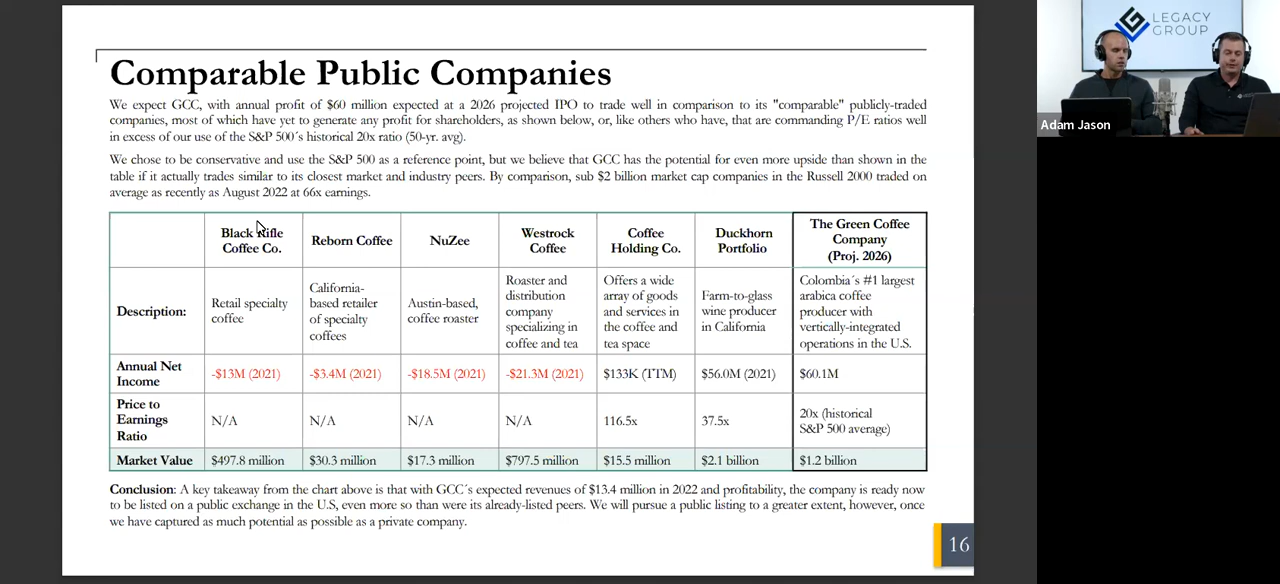 LEGACY
GROUP
Adam Jason
Comparable Public Companies
We expect GCC, with annual profit of $60 million expected at a 2026 projected IPO to trade well in comparison to its "comparable" publicly-traded
companies, most of which have yet to generate any profit for shareholders, as shown below, or, like others who have, that are commanding P/E ratios well
in excess of our use of the S&P 500´s historical 20x ratio (50-yr. avg).
We chose to be conservative and use the S&P 500 as a reference point, but we believe that GCC has the potential for even more upside than shown in the
table if it actually trades similar to its closest market and industry peers. By comparison, sub $2 billion market cap companies in the Russell 2000 traded on
average as recently as August 2022 at 66x earnings.
Black Rifle
Coffee Co.
Reborn Coffee
NuZee
Westrock
Coffee
Coffee
Holding Co.
Duckhorn
Portfolio
The Green Coffee
Company
(Proj. 2026)
Description:
Retail specialty
coffee
California-
based retailer
of specialty
coffees
Austin-based,
coffee roaster
Roaster and
distribution
company
specializing in
coffee and tea
Offers a wide
array of goods
and services in
the coffee and
tea space
Farm-to-glass
wine producer
in California
Colombia´s #1 largest
arabica coffee
producer with
vertically-integrated
operations in the U.S.
Annual Net
Income
-$13M (2021)
-$3.4M (2021)
-$18.5M (2021)
-$21.3M (2021)
$133K (TTM)
$56.0M (2021)
$60.1M
Price to
Earnings
Ratio
N/A
N/A
N/A
N/A
116.5x
37.5x
20x (historical
S&P 500 average)
Market Value
$497.8 million
$30.3 million
$17.3 million
$797.5 million
$15.5 million
$2.1 billion
$1.2 billion
Conclusion: A key takeaway from the chart above is that with GCC´s expected revenues of $13.4 million in 2022 and profitability, the company is ready now
to be listed on a public exchange in the U.S, even more so than were its already-listed peers. We will pursue a public listing to a greater extent, however, once
we have captured as much potential as possible as a private company.
16